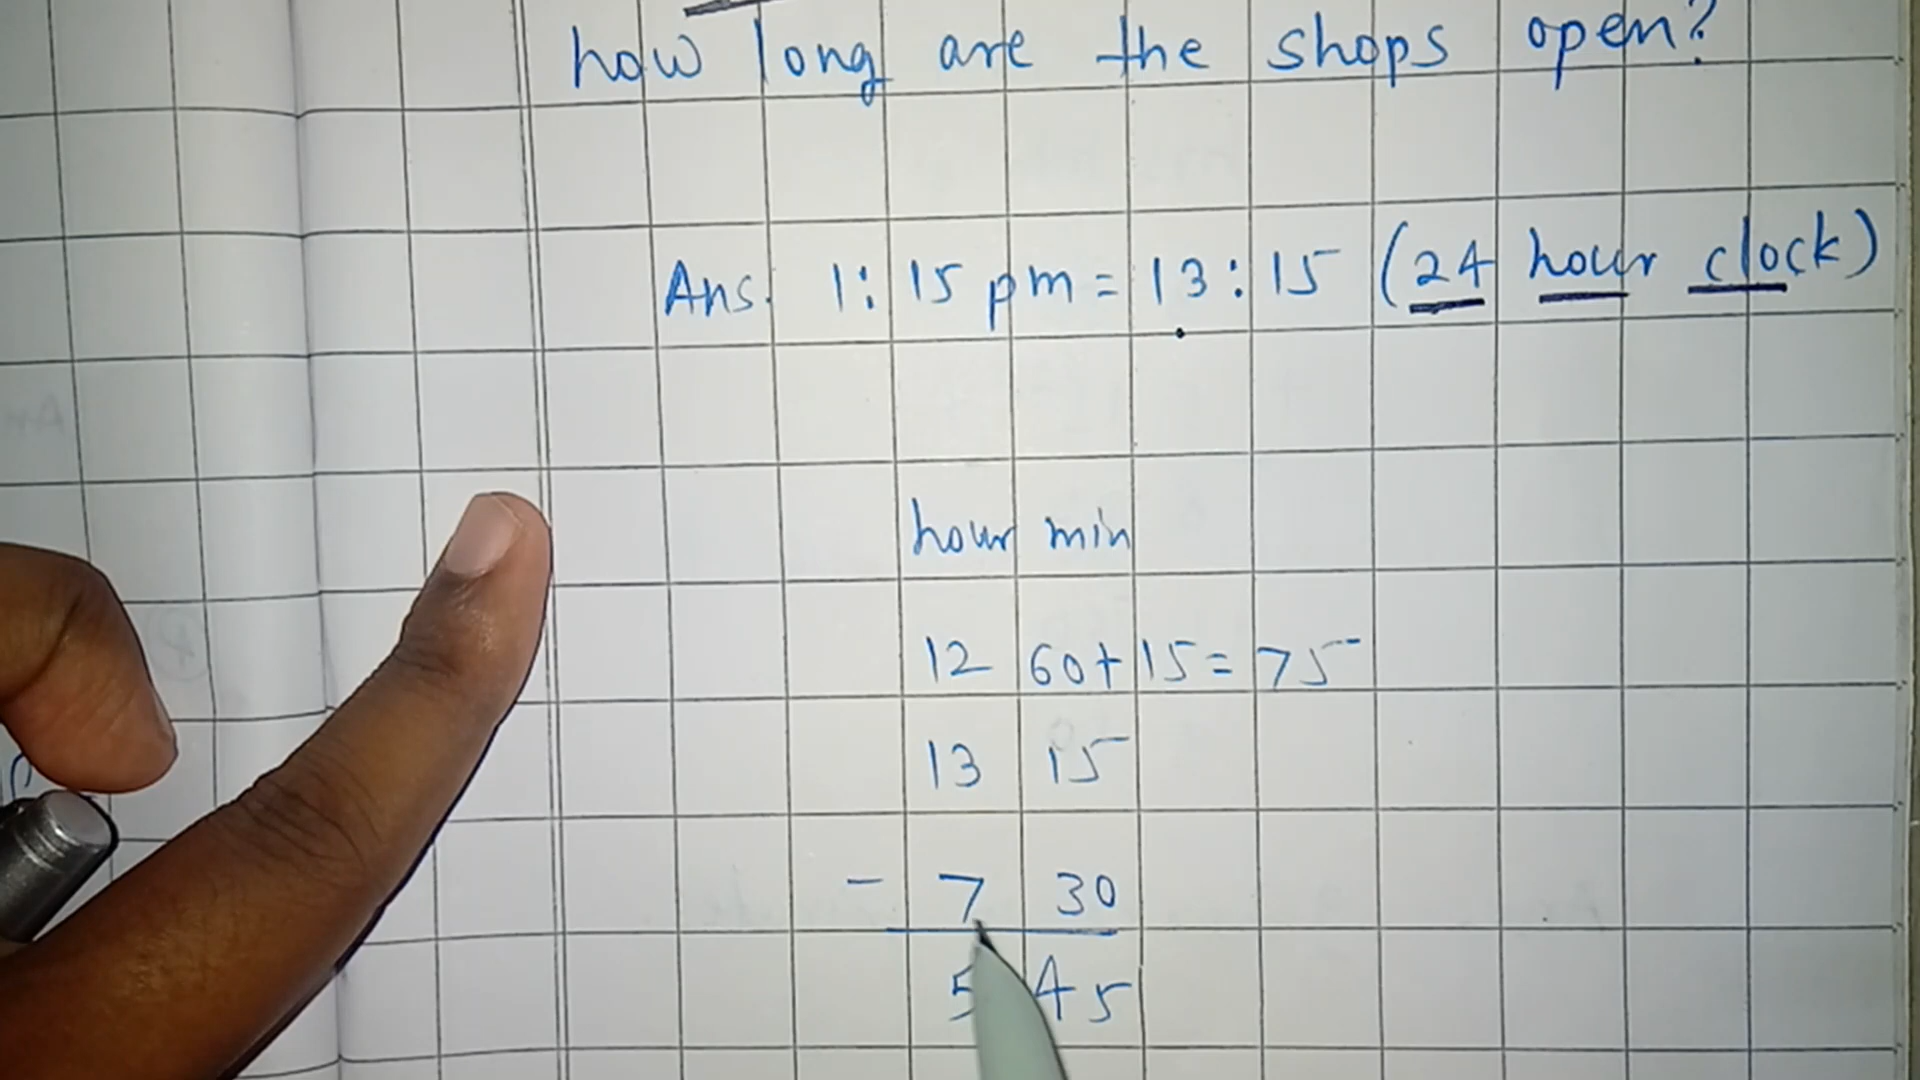 how long are the shops open?
Ans. 1:15 pm = 13:15 (24 hour clock)
hour min
12 60+15=75
13 15
- 7 30
5 45